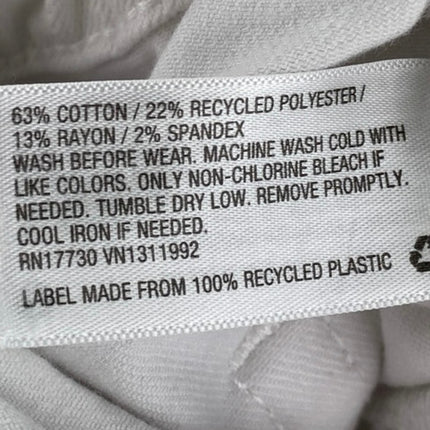 63% COTTON / 22% RECYCLED POLYESTER /
13% RAYON / 2% SPANDEX
WASH BEFORE WEAR. MACHINE WASH COLD WITH
LIKE COLORS. ONLY NON-CHLORINE BLEACH IF
NEEDED. TUMBLE DRY LOW. REMOVE PROMPTLY.
COOL IRON IF NEEDED.
RN17730 VN1311992
LABEL MADE FROM 100% RECYCLED PLASTIC